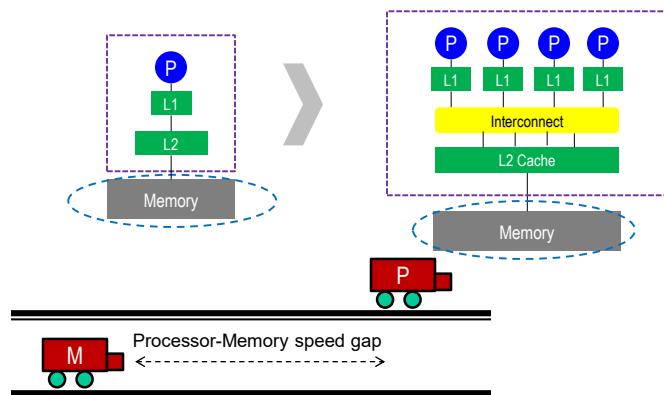 P
L1
L2
Memory
P P P P
L1 L1 L1 L1
Interconnect
L2 Cache
Memory
P
Processor-Memory speed gap
M